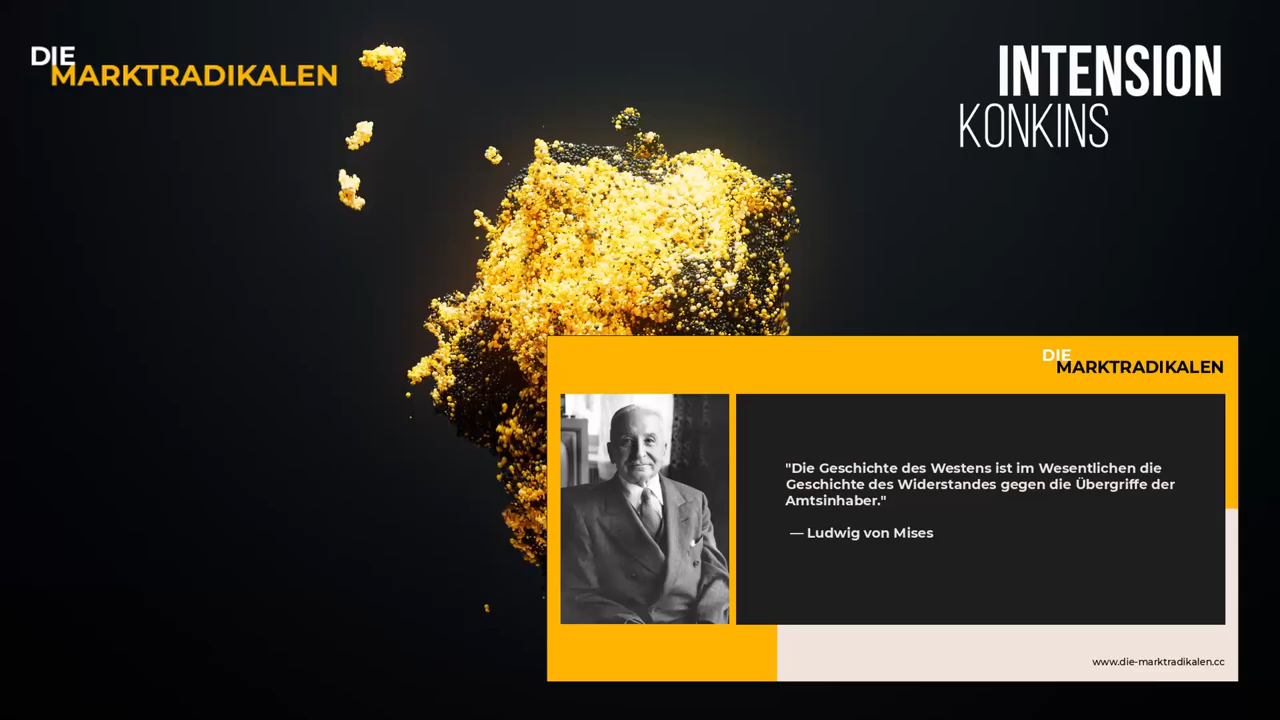 DIE
MARKTRADIKALEN
INTENSION
KONKINS
DIE
MARKTRADIKALEN
"Die Geschichte des Westens ist im Wesentlichen die
Geschichte des Widerstandes gegen die Übergriffe der
Amtsinhaber."
— Ludwig von Mises
www.die-marktradikalen.cc